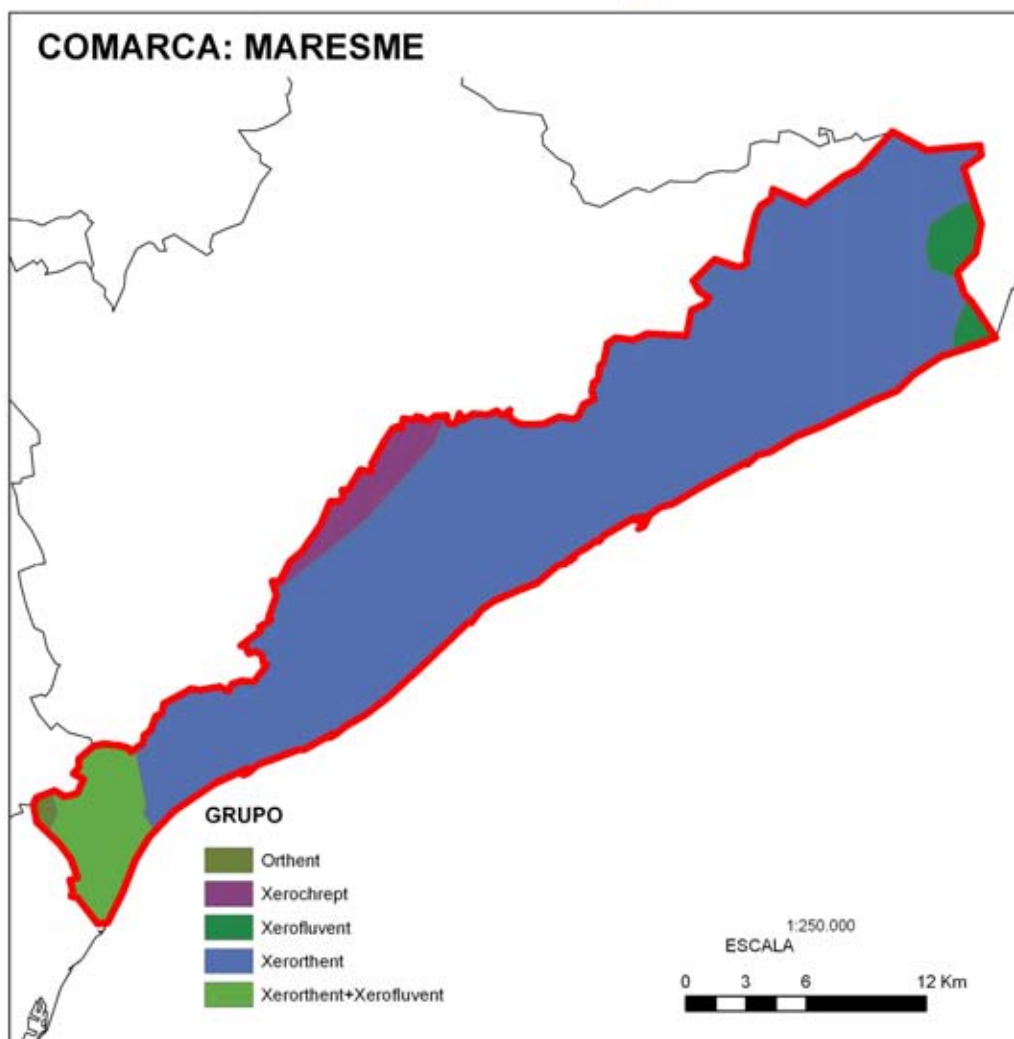 COMARCA: MARESME
GRUPO
Orthent
Xerochrept
Xerofluvent
Xerorthent
Xerorthent+Xerofluvent
1:250.000
ESCALA
0 3 6 12 Km